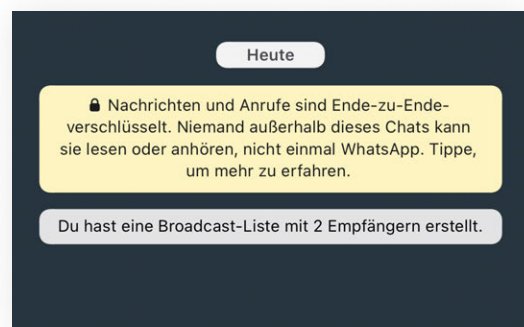 Heute
🔒 Nachrichten und Anrufe sind Ende-zu-Ende-
verschlüsselt. Niemand außerhalb dieses Chats kann
sie lesen oder anhören, nicht einmal WhatsApp. Tippe,
um mehr zu erfahren.
Du hast eine Broadcast-Liste mit 2 Empfängern erstellt.